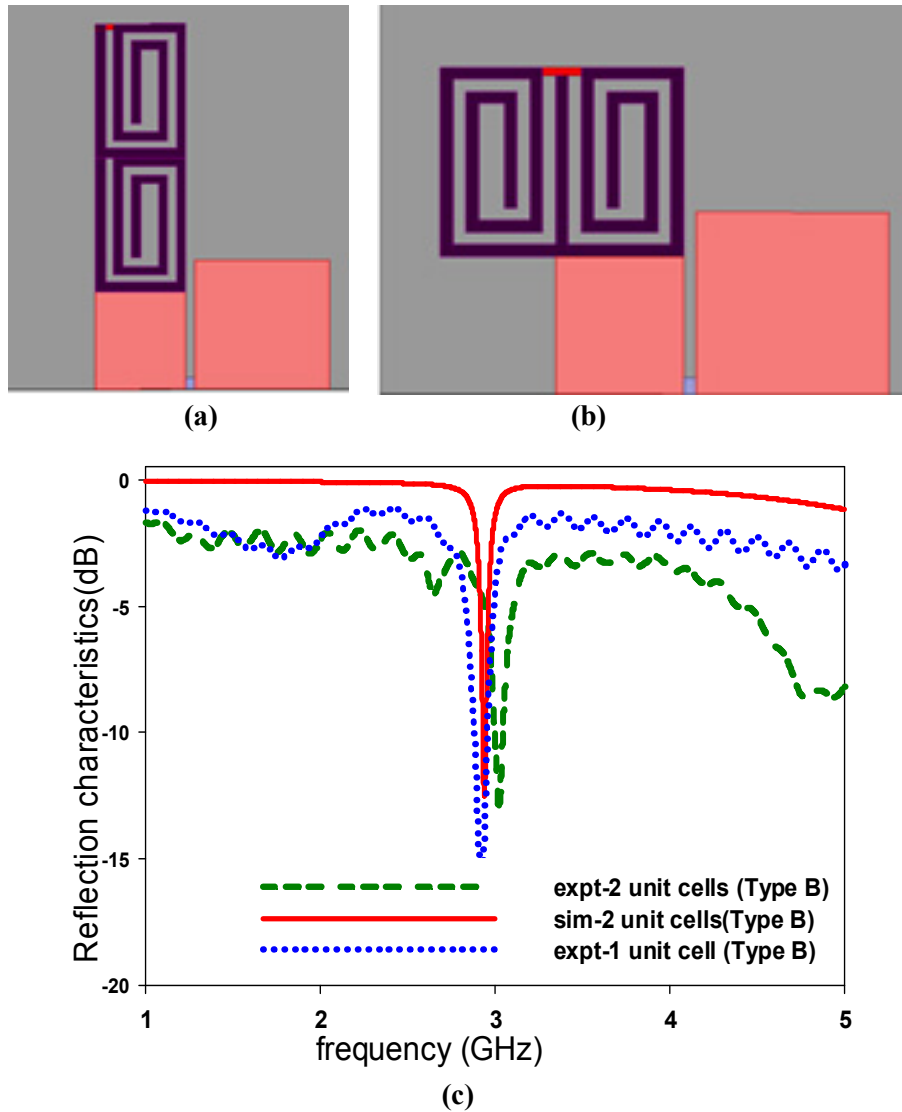 (a)
(b)
0
-5
-10
-15
-20
Reflection characteristics(dB)
expt-2 unit cells (Type B)
sim-2 unit cells(Type B)
expt-1 unit cell (Type B)
1
2
3
4
5
frequency (GHz)
(c)